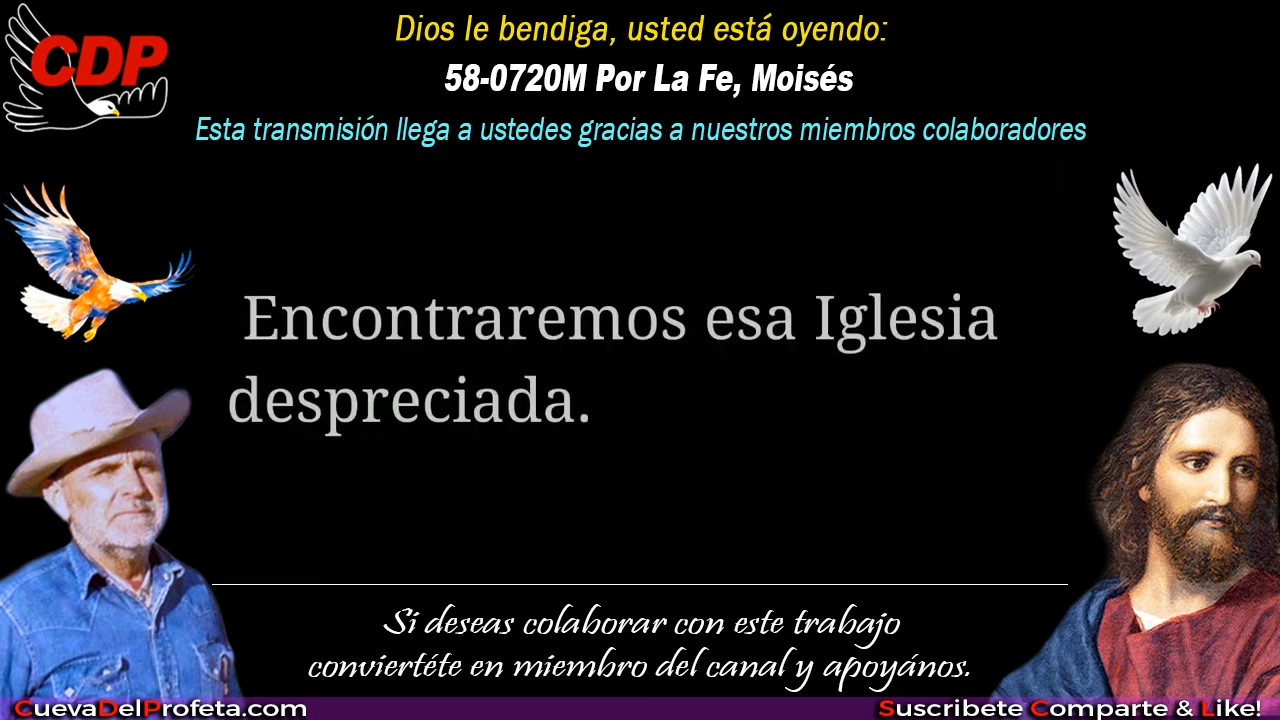 CDP
Dios le bendiga, usted está oyendo:
58-0720M Por La Fe, Moisés
Esta transmisión llega a ustedes gracias a nuestros miembros colaboradores
Encontraremos esa Iglesia
despreciada.
Si deseas colaborar con este trabajo
conviertéte en miembro del canal y apoyános.
CuevaDelProfeta.com
Suscribete Comparte & Like!